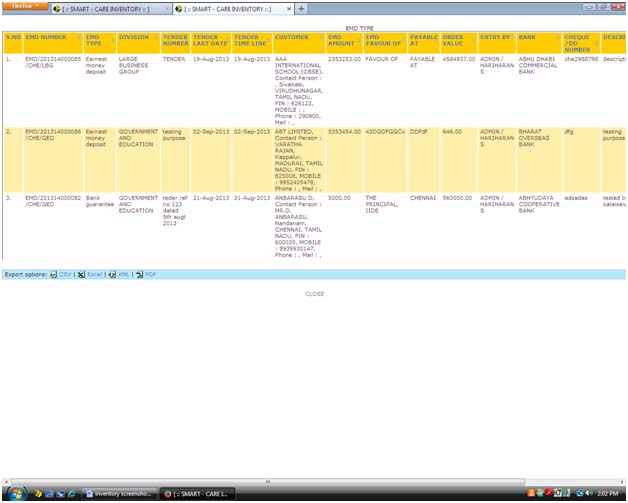 Firefox
[ :: SMART - CARE INVENTORY :: ]
[ :: SMART - CARE INVENTORY :: ]
EMD TYPE
S.NO EMD NUMBER EMD TYPE DIVISION TENDER NUMBER TENDER LAST DATE TENDER TIME LINE CUSTOMER EMD AMOUNT EMD FAVOUR OF PAYABLE AT ORDER VALUE ENTRY BY: BANK CHEQUE /DD NUMBER DESCRI
1. EMD/201314000085 Earnest LARGE TENDER 19-Aug-2013 19-Aug-2013 AAA 2353253.00 FAVOUR OF PAYABLE 4584937.00 ADMIN / ABHU DHABI che2988798 descripti
/CHE/LBG money BUSINESS INTERNATIONAL AT HARIHARAN COMMERCIAL
deposit GROUP SCHOOL (CBSE), S BANK
Contact Person :
, Sivakasi,
VIRUDHUNAGAR,
TAMIL NADU,
PIN : 626123,
MOBILE : ,
Phone : 290900,
Mail : ,
2. EMD/201314000086 Earnest GOVERNMENT testing 02-Sep-2013 02-Sep-2013 ABT LIMITED, 5353454.00 43DGDFGGCv DDFdf 646.00 ADMIN / BHARAT dfg testing
/CHE/GED money AND purpose Contact Person : HARIHARAN OVERSEAS purpose
deposit EDUCATION VARATHA S BANK
RAJAN,
Kappalur,
MADURAI, TAMIL
NADU, PIN :
625008, MOBILE
: 9952405478,
Phone : , Mail : ,
3. EMD/201314000082 Bank GOVERNMENT teder ref 21-Aug-2013 31-Aug-2013 ANBARASU D, 5000.00 THE CHENNAI 560000.00 ADMIN / ABHYUDAYA adsadas tested by
/CHE/GED guarantee AND no 123 Contact Person : PRINCIPAL, HARIHARAN COOPERATIVE kalaiselv
EDUCATION dated MR.D. IIDE S BANK
5th augt ANBARASU,
2013 Nandanam,
CHENNAI, TAMIL
NADU, PIN :
600035, MOBILE
: 8939930147,
Phone : , Mail : ,
Export options: CSV | Excel | XML | PDF
CLOSE
inventory screensho...
[ :: SMART - CARE I...
2:02 PM